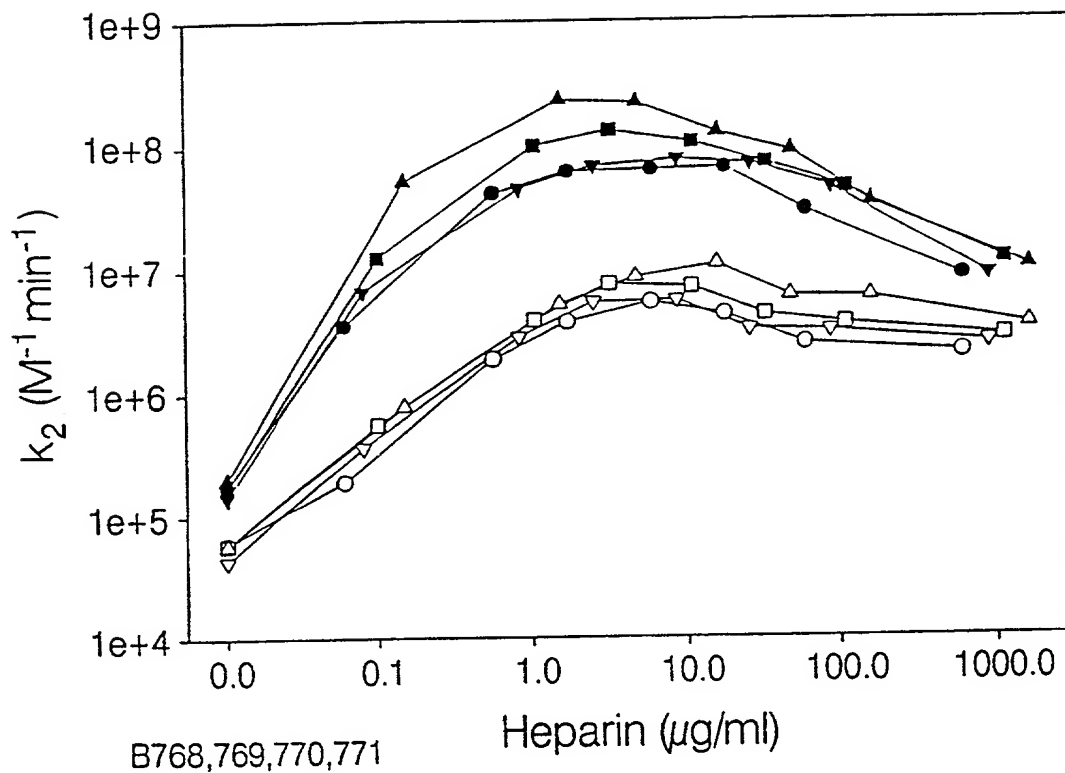 1e+9
1e+8
1e+7
1e+6
1e+5
1e+4
k₂ (M⁻¹ min⁻¹)
0.0 0.1 1.0 10.0 100.0 1000.0
Heparin (µg/ml)
B768,769,770,771